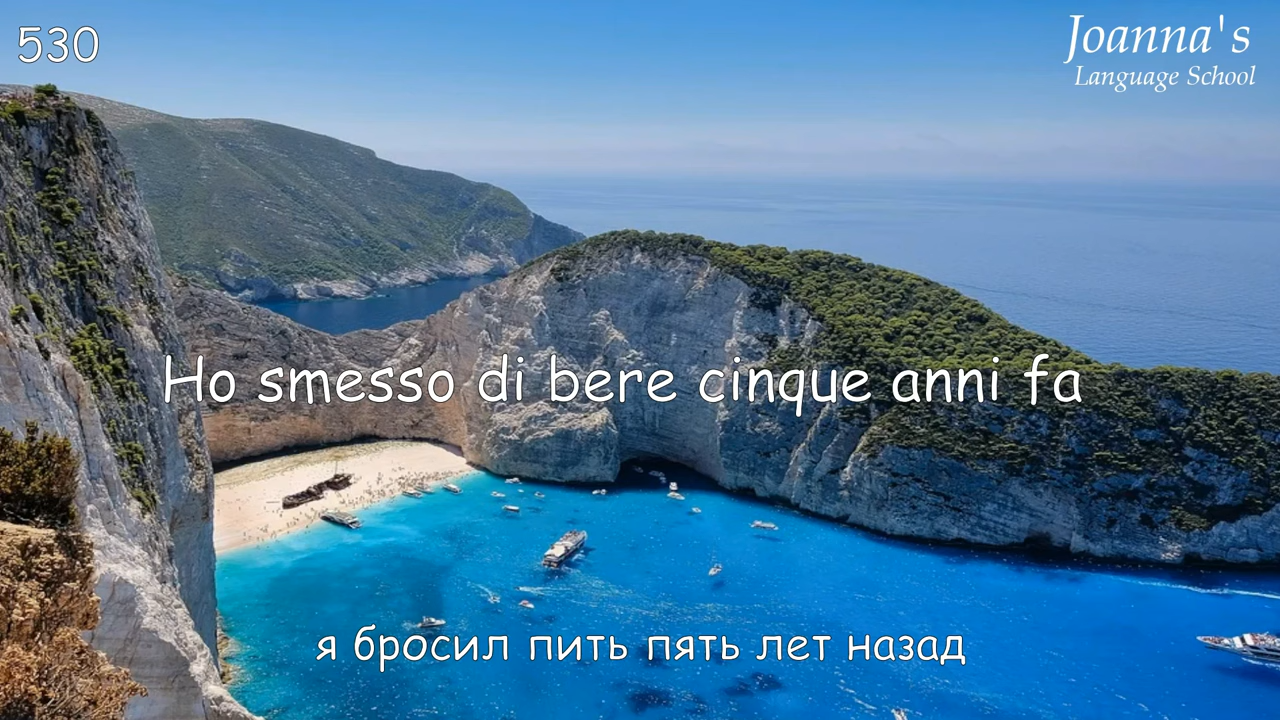 530
Joanna's
Language School
Ho smesso di bere cinque anni fa
я бросил пить пять лет назад